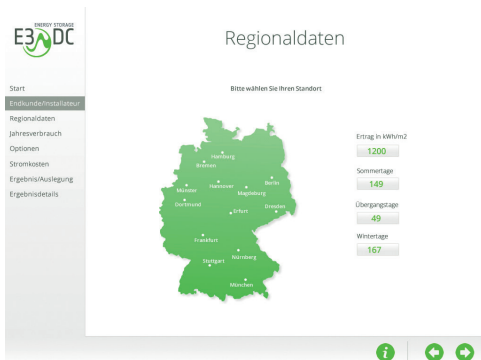 ENERGY STORAGE
E3/DC
Regionaldaten
Start
Endkunde/Installateur
Regionaldaten
Jahresverbrauch
Optionen
Stromkosten
Ergebnis/Auslegung
Ergebnisdetails
Bitte wählen Sie Ihren Standort
Hamburg
Bremen
Berlin
Münster
Hannover
Magdeburg
Dortmund
Erfurt
Dresden
Frankfurt
Stuttgart
Nürnberg
München
Ertrag in kWh/m2
1200
Sommertage
149
Übergangstage
49
Wintertage
167
i